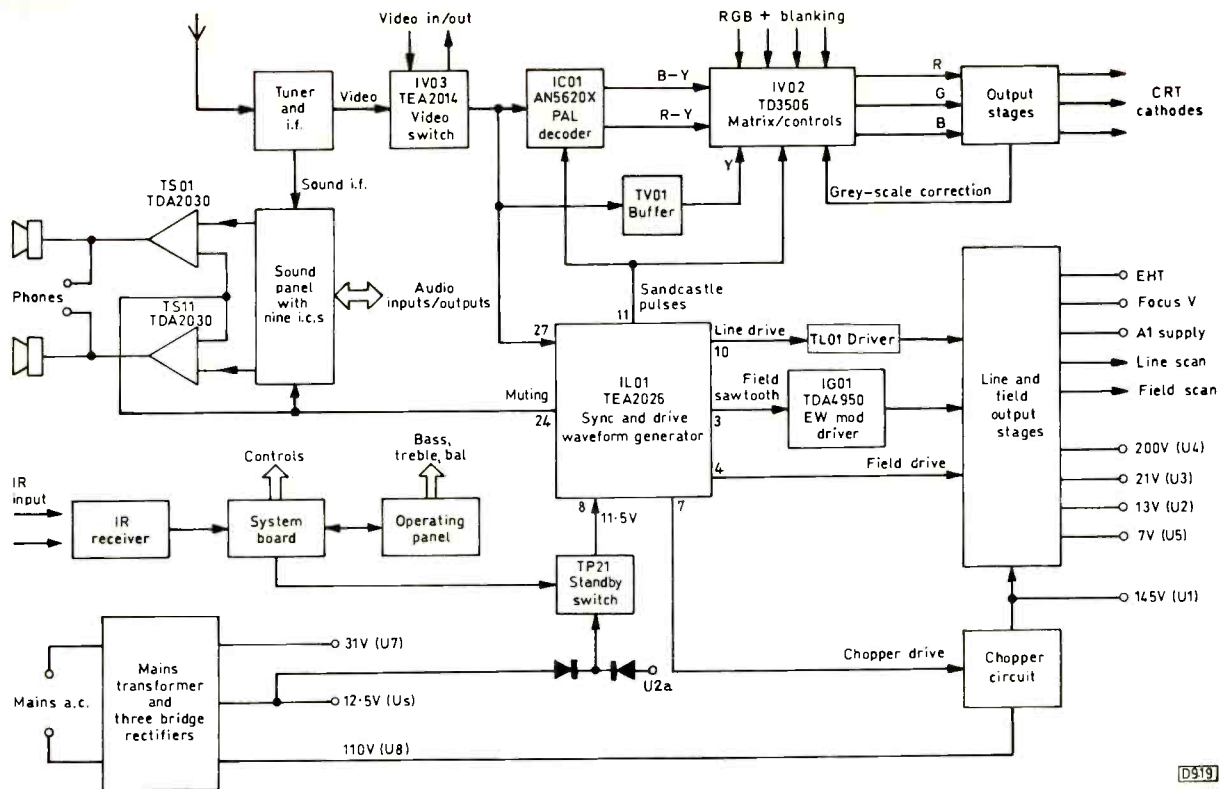 Video in/out
RGB + blanking
Tuner
and
i.f.
Video
IV03
TEA2014
Video
switch
IC01
AN5620X
PAL
decoder
B-Y
R-Y
IV02
TD3506
Matrix/controls
R
G
B
Output
stages
CRT
cathodes
Y
Grey-scale correction
Sound i.f.
TS01
TDA2030
TV01
Buffer
Phones
Sound
panel
with
nine i.c.s
Audio
inputs/outputs
TS11
TDA2030
Sandcastle
pulses
11
27
IL01
TEA2026
Sync and drive
waveform generator
Line drive
10
TL01 Driver
Field
sawtooth
3
IG01
TDA4950
EW mod
driver
Field drive
4
Line and
field
output
stages
EHT
Focus V
A1 supply
Line scan
Field scan
200V (U4)
21V (U3)
13V (U2)
7V (U5)
145V (U1)
Muting
24
8
11·5V
7
Controls
Bass,
treble, bal
IR
input
IR
receiver
System
board
Operating
panel
TP21
Standby
switch
Mains a.c.
Mains
transformer
and
three bridge
rectifiers
31V (U7)
12·5V (Us)
110V (U8)
U2a
Chopper drive
Chopper
circuit
D919